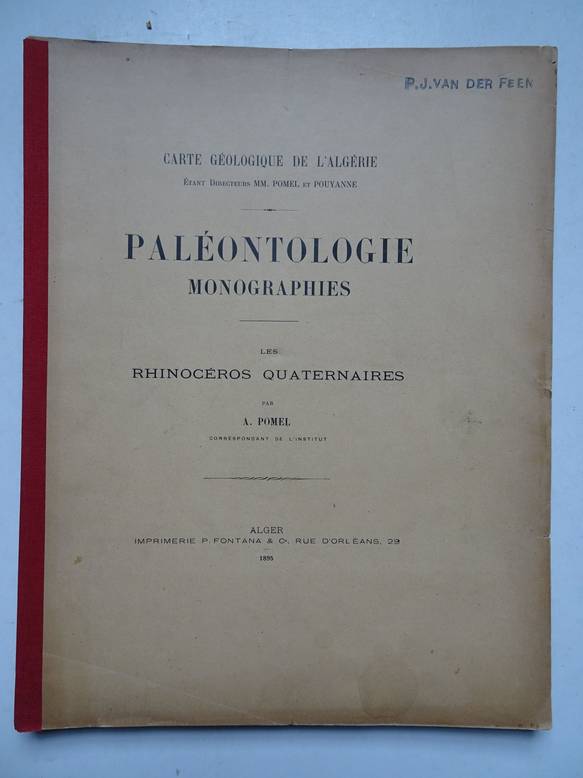 P.J. VAN DER FEEN
CARTE GÉOLOGIQUE DE L'ALGÉRIE
ÉTANT DIRECTEURS MM. POMEL ET POUYANNE
PALÉONTOLOGIE
MONOGRAPHIES
LES
RHINOCÉROS QUATERNAIRES
PAR
A. POMEL
CORRESPONDANT DE L'INSTITUT
ALGER
IMPRIMERIE P. FONTANA & Cie, RUE D'ORLÉANS, 29
1895